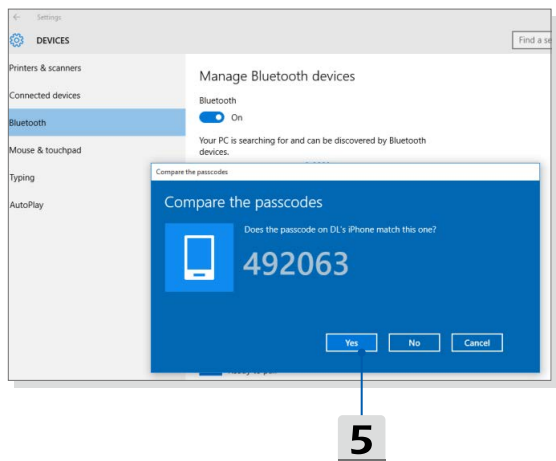 Settings
DEVICES
Find a se
Printers & scanners
Connected devices
Bluetooth
Mouse & touchpad
Typing
AutoPlay
Manage Bluetooth devices
Bluetooth
On
Your PC is searching for and can be discovered by Bluetooth
devices.
Compare the passcodes
Compare the passcodes
Does the passcode on DL's iPhone match this one?
492063
Yes
No
Cancel
5